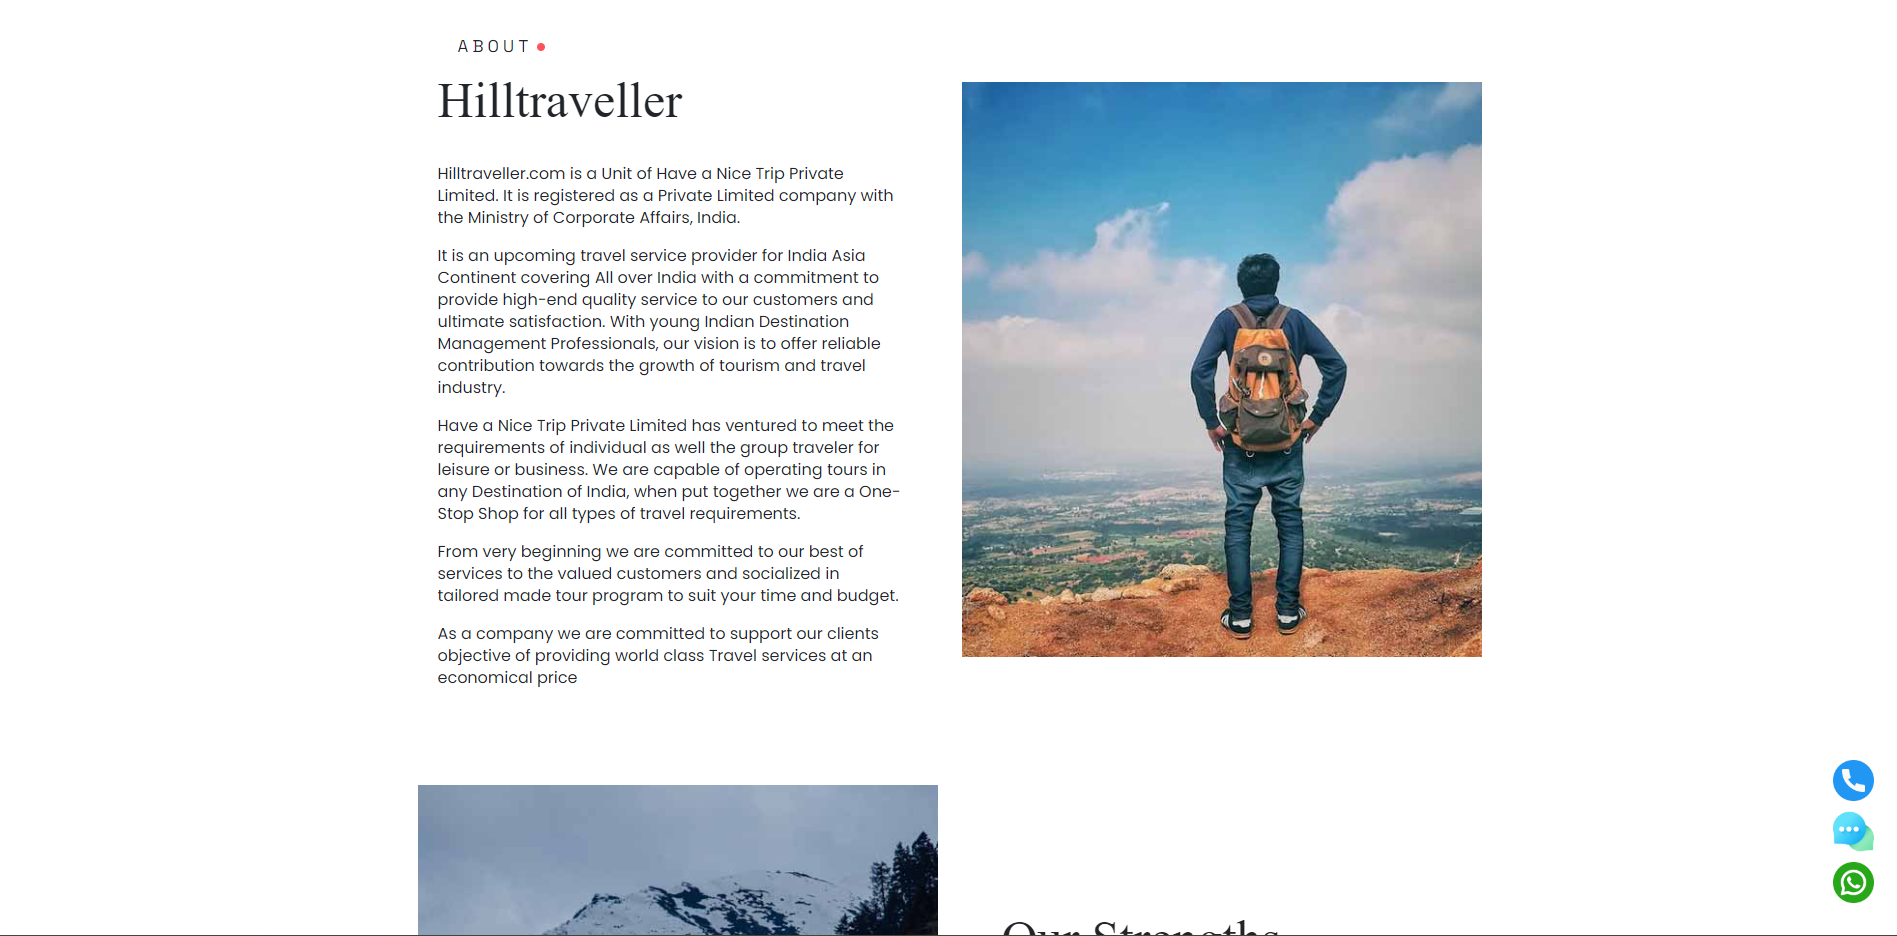 ABOUT
Hilltraveller
Hilltraveller.com is a Unit of Have a Nice Trip Private
Limited. It is registered as a Private Limited company with
the Ministry of Corporate Affairs, India.
It is an upcoming travel service provider for India Asia
Continent covering All over India with a commitment to
provide high-end quality service to our customers and
ultimate satisfaction. With young Indian Destination
Management Professionals, our vision is to offer reliable
contribution towards the growth of tourism and travel
industry.
Have a Nice Trip Private Limited has ventured to meet the
requirements of individual as well the group traveler for
leisure or business. We are capable of operating tours in
any Destination of India, when put together we are a One-
Stop Shop for all types of travel requirements.
From very beginning we are committed to our best of
services to the valued customers and socialized in
tailored made tour program to suit your time and budget.
As a company we are committed to support our clients
objective of providing world class Travel services at an
economical price
Our Strengths